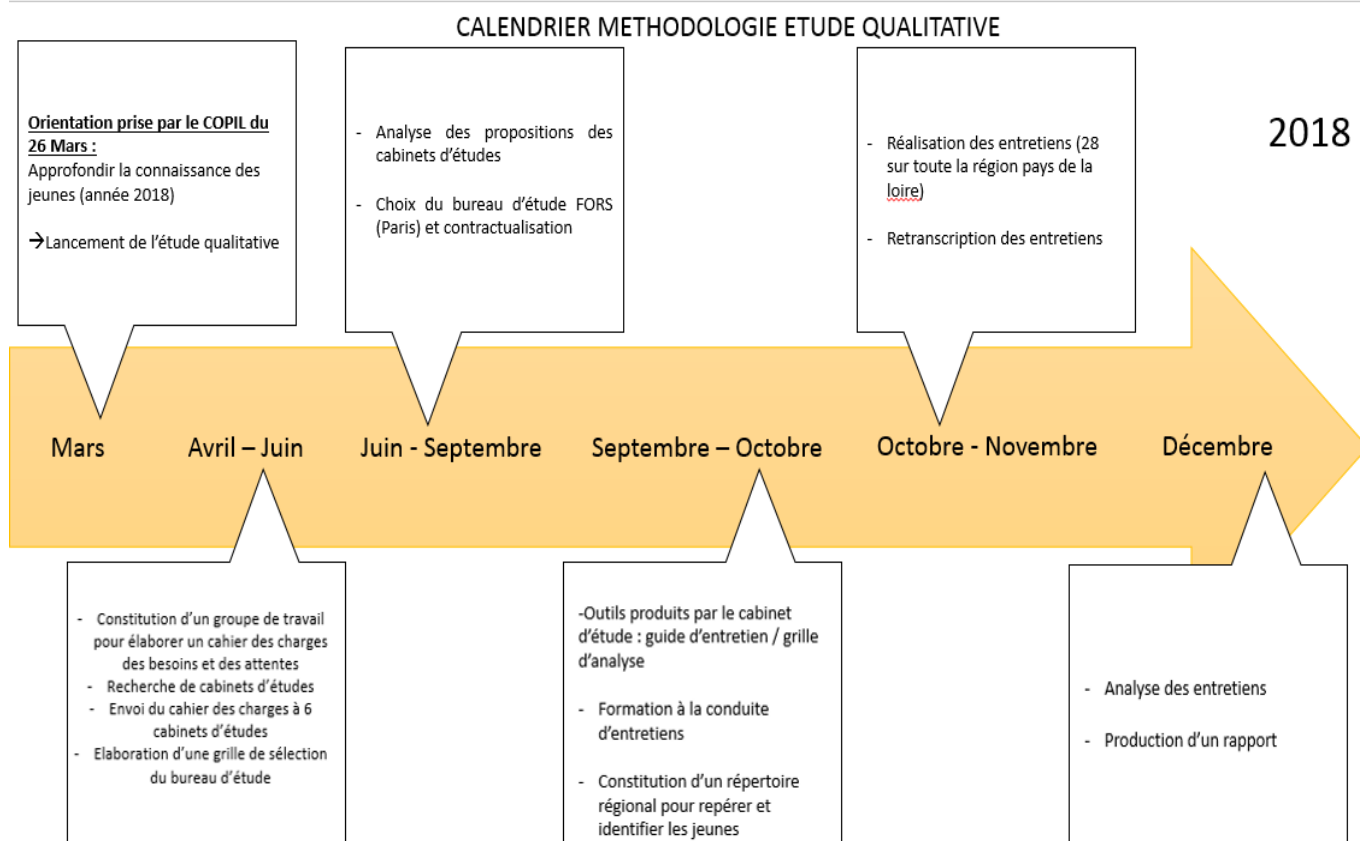 CALENDRIER METHODOLOGIE ETUDE QUALITATIVE
2018
Orientation prise par le COPIL du
26 Mars :
Approfondir la connaissance des
jeunes (année 2018)
→Lancement de l'étude qualitative
- Analyse des propositions des
cabinets d'études
- Choix du bureau d'étude FORS
(Paris) et contractualisation
- Réalisation des entretiens (28
sur toute la région pays de la
loire)
- Retranscription des entretiens
Mars
Avril – Juin
Juin - Septembre
Septembre – Octobre
Octobre - Novembre
Décembre
- Constitution d'un groupe de travail
pour élaborer un cahier des charges
des besoins et des attentes
- Recherche de cabinets d'études
- Envoi du cahier des charges à 6
cabinets d'études
- Elaboration d'une grille de sélection
du bureau d'étude
-Outils produits par le cabinet
d'étude : guide d'entretien / grille
d'analyse
- Formation à la conduite
d'entretiens
- Constitution d'un répertoire
régional pour repérer et
identifier les jeunes
- Analyse des entretiens
- Production d'un rapport